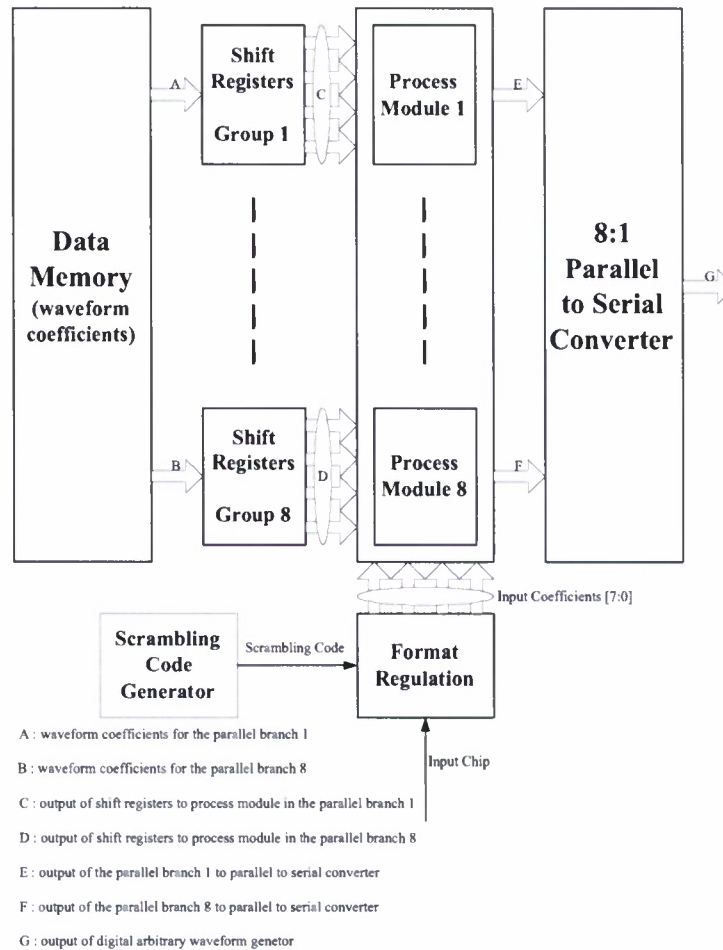 A
Shift
Registers
Group 1
C
Process
Module 1
E
Data
Memory
(waveform
coefficients)
8:1
Parallel
to Serial
Converter
G
B
Shift
Registers
Group 8
D
Process
Module 8
F
Input Coefficients [7:0]
Scrambling
Code
Generator
Scrambling Code
Format
Regulation
Input Chip
A : waveform coefficients for the parallel branch 1
B : waveform coefficients for the parallel branch 8
C : output of shift registers to process module in the parallel branch 1
D : output of shift registers to process module in the parallel branch 8
E : output of the parallel branch 1 to parallel to serial converter
F : output of the parallel branch 8 to parallel to serial converter
G : output of digital arbitrary waveform genetor